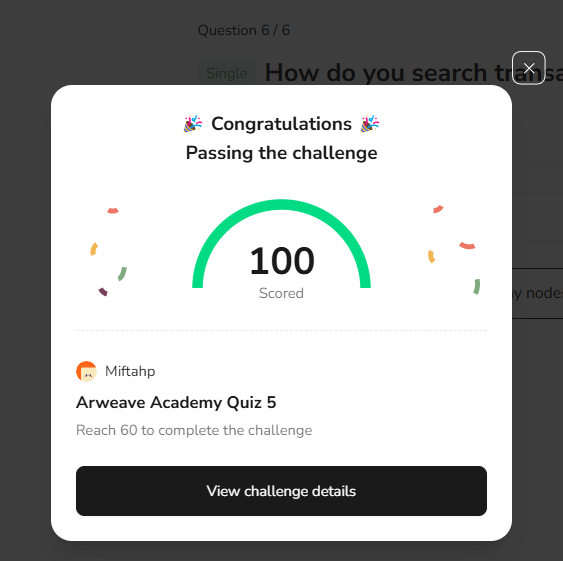 Question 6 / 6
Single How do you search transa
🎉 Congratulations 🎉
Passing the challenge
100
Scored
ny node
Miftahp
Arweave Academy Quiz 5
Reach 60 to complete the challenge
View challenge details